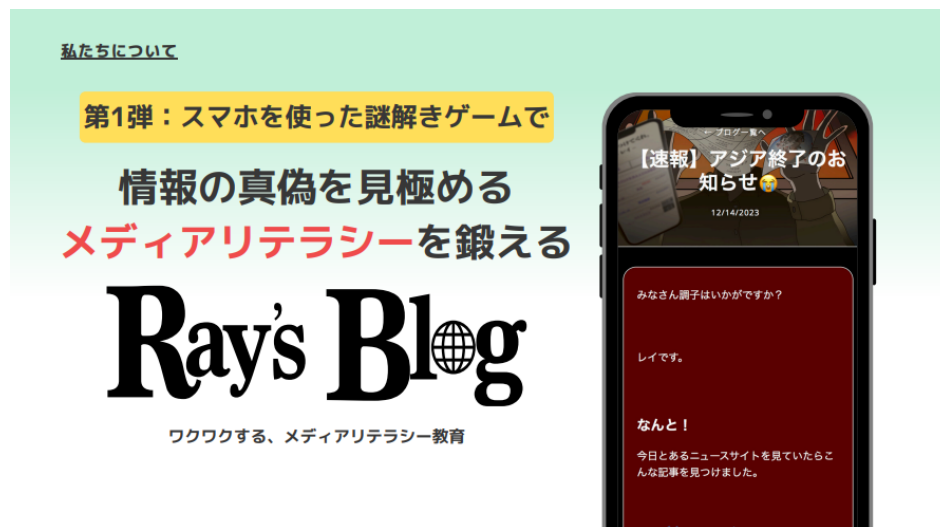 私たちについて
第1弾：スマホを使った謎解きゲームで
情報の真偽を見極める
メディアリテラシーを鍛える
Ray's Blog
ワクワクする、メディアリテラシー教育
← ブログ一覧へ
【速報】アジア終了のお
知らせ😭
12/14/2023
みなさん調子はいかがですか？
レイです。
なんと！
今日とあるニュースサイトを見ていたらこ
んな記事を見つけました。